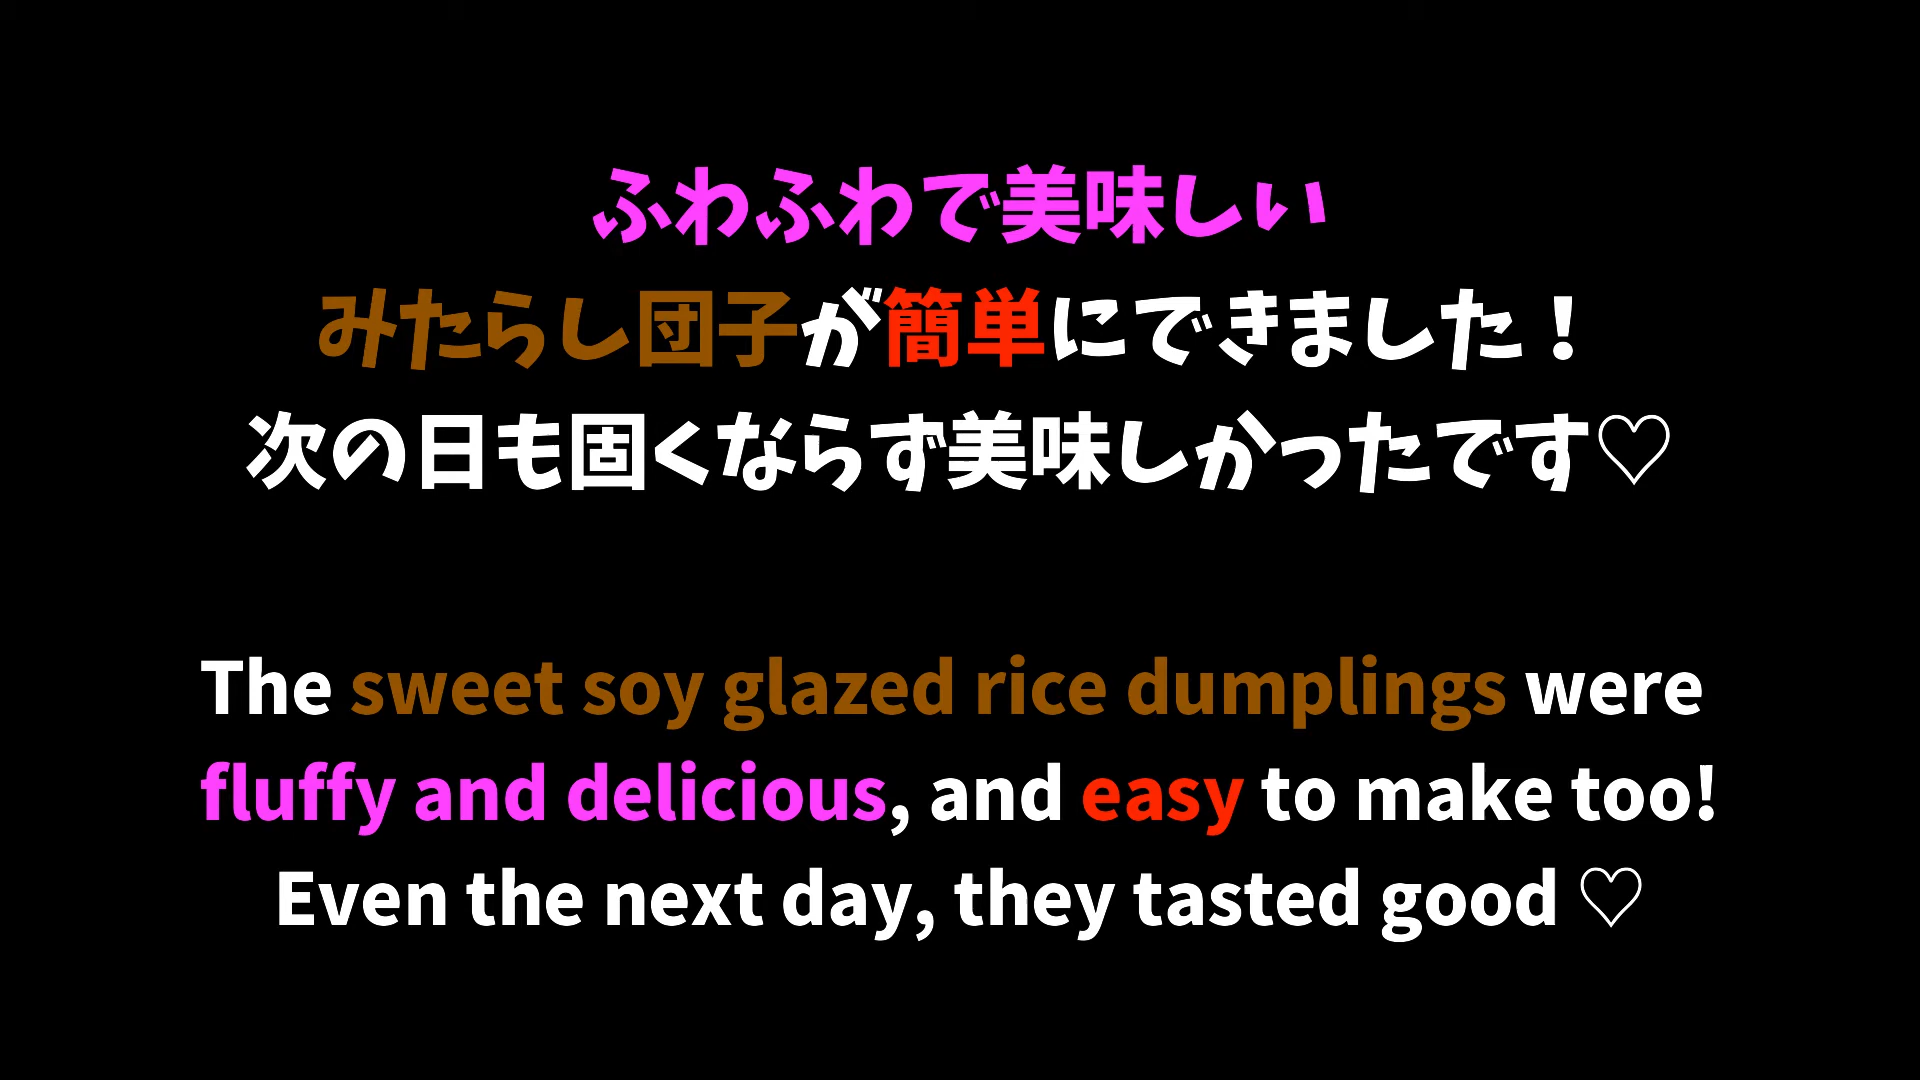 ふわふわで美味しい
みたらし団子が簡単にできました！
次の日も固くならず美味しかったです♡
The sweet soy glazed rice dumplings were
fluffy and delicious, and easy to make too!
Even the next day, they tasted good ♡